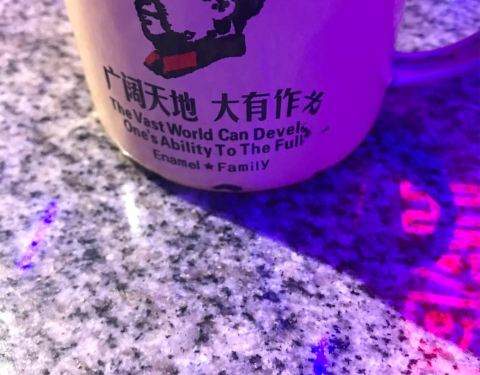 广阔天地 大有作为
The Vast World Can Devel
One's Ability To The Full
Enamel ★ Family